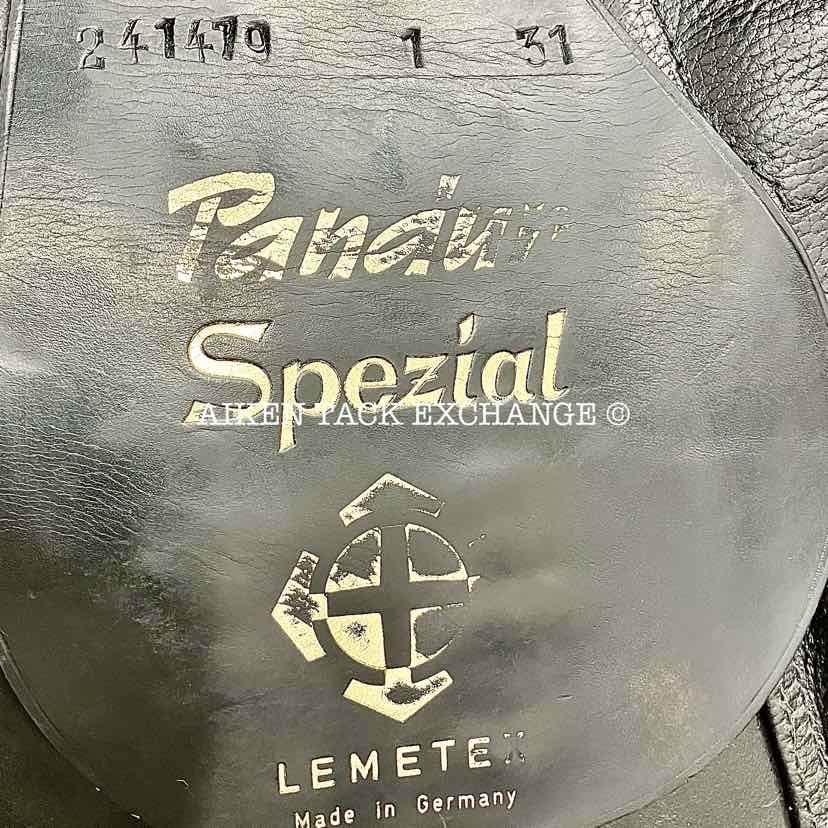 241479 1 31
Spezial
AIKEN TACK EXCHANGE ©
LEMETEX
Made in Germany